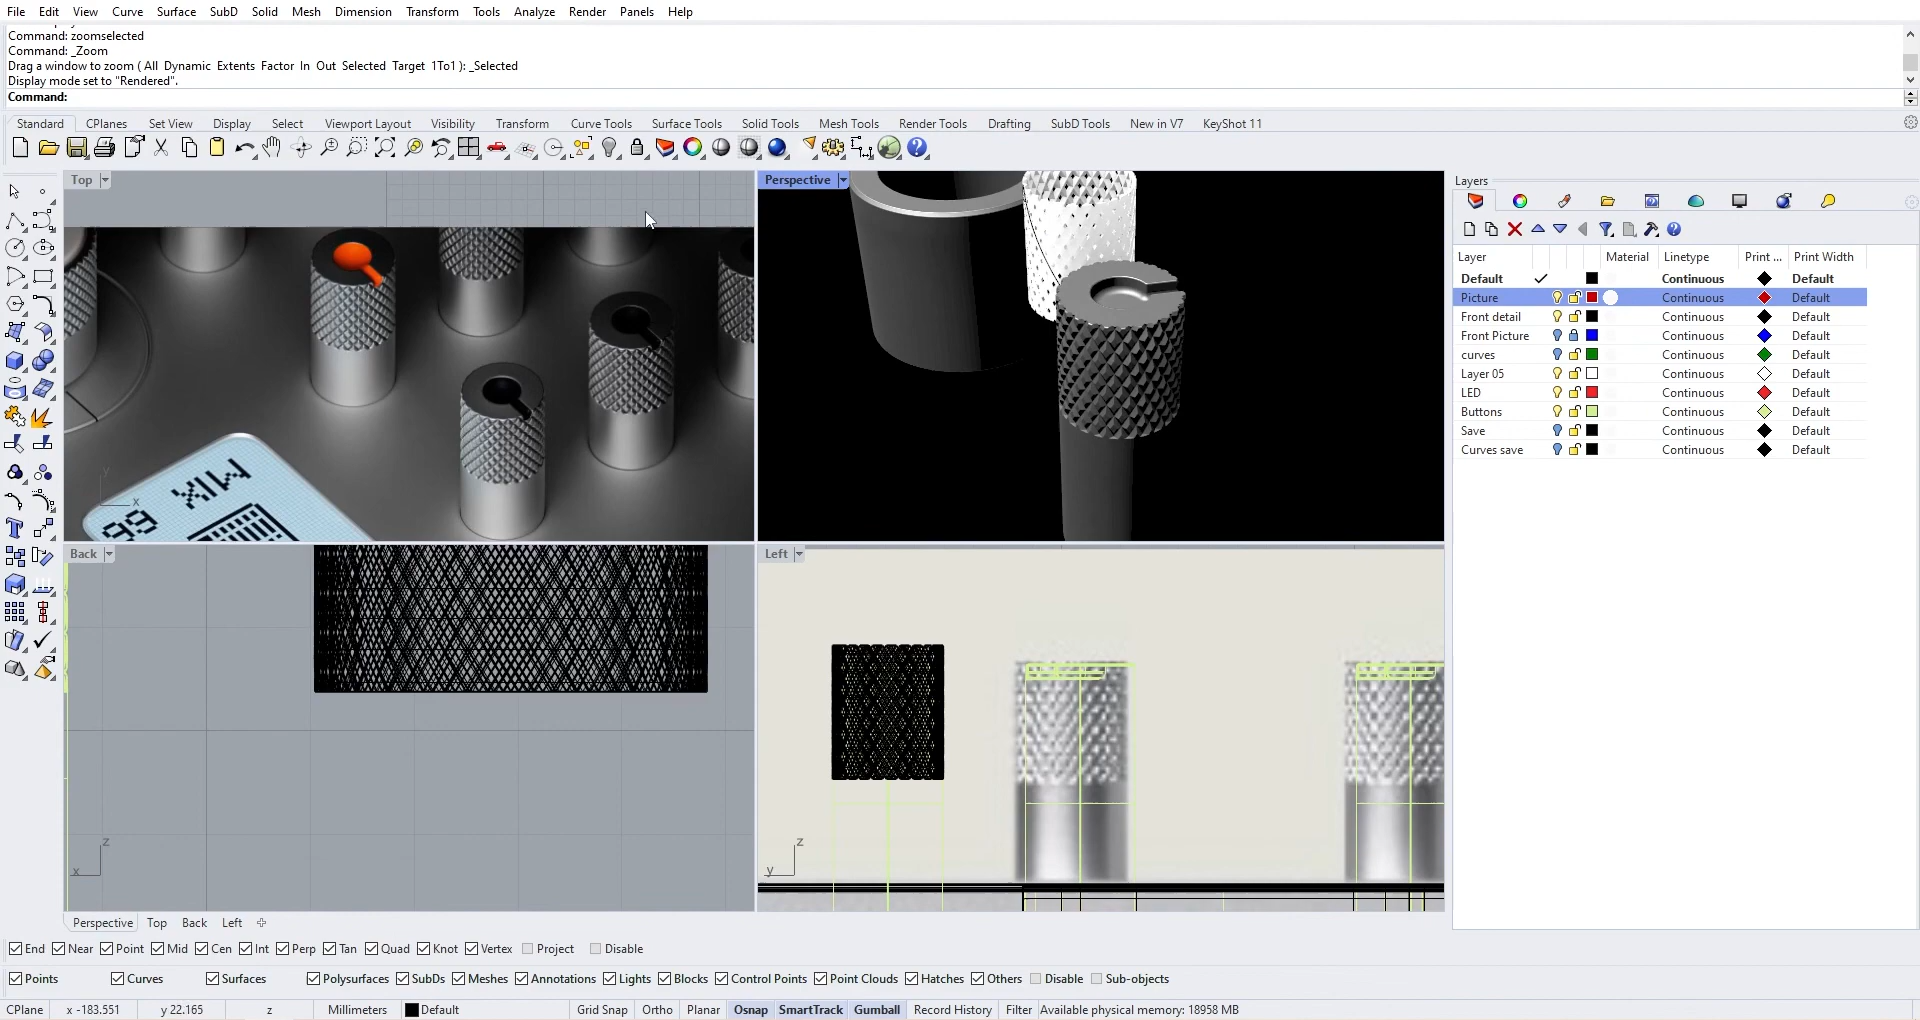 File Edit View Curve Surface SubD Solid Mesh Dimension Transform Tools Analyze Render Panels Help
Command: zoomselected
Command: _Zoom
Drag a window to zoom ( All Dynamic Extents Factor In Out Selected Target 1To1 ): _Selected
Display mode set to "Rendered".
Command:
Standard CPlanes Set View Display Select Viewport Layout Visibility Transform Curve Tools Surface Tools Solid Tools Mesh Tools Render Tools Drafting SubD Tools New in V7 KeyShot 11
Top
Perspective
Layers
Layer Material Linetype Print ... Print Width
Default Continuous Default
Picture Continuous Default
Front detail Continuous Default
Front Picture Continuous Default
curves Continuous Default
Layer 05 Continuous Default
LED Continuous Default
Buttons Continuous Default
Save Continuous Default
Curves save Continuous Default
MIX
99
y
x
Back
Left
z
x
z
y
Perspective Top Back Left
End Near Point Mid Cen Int Perp Tan Quad Knot Vertex Project Disable
Points Curves Surfaces Polysurfaces SubDs Meshes Annotations Lights Blocks Control Points Point Clouds Hatches Others Disable Sub-objects
CPlane x -183.551 y 22.165 z Millimeters Default Grid Snap Ortho Planar Osnap SmartTrack Gumball Record History Filter Available physical memory: 18958 MB